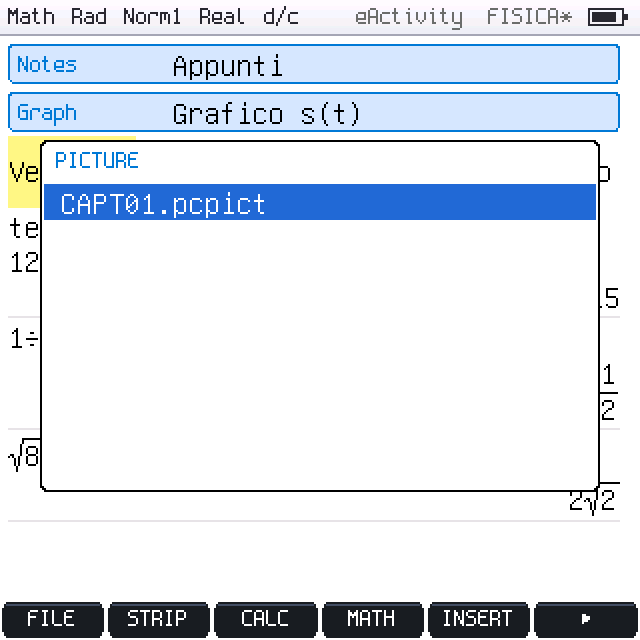 Math Rad Norm1 Real d/c eActivity FISICA*
Notes Appunti
Graph Grafico s(t)
PICTURE
CAPT01.pcpict
Ve
te
12
.5
1÷
1
2
√8
2√2
FILE STRIP CALC MATH INSERT